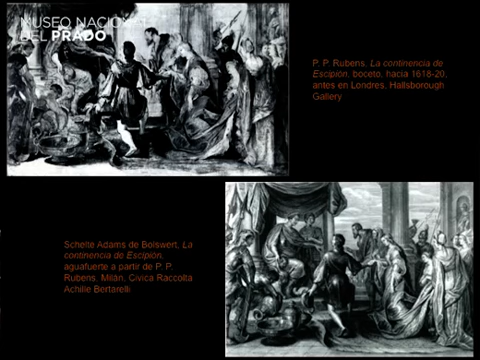 MUSEO NACIONAL
DEL PRADO
P. P. Rubens, La continencia de
Escipión, boceto, hacia 1618-20,
antes en Londres, Hallsborough
Gallery
Schelte Adams de Bolswert, La
continencia de Escipión,
aguafuerte a partir de P. P.
Rubens. Milán, Civica Raccolta
Achille Bertarelli